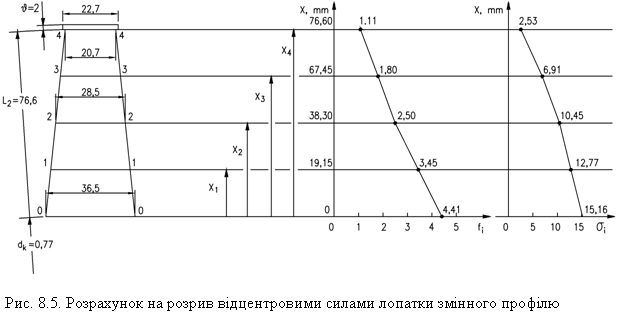 ϑ=2
22,7
4 4
20,7
3 3
28,5
2 2
1 1
36,5
0 0
L₂=76,6
dₖ=0,77
X₁
X₂
X₃
X₄
X, mm
76,60
67,45
38,30
19,15
0
1,11
1,80
2,50
3,45
4,41
0 1 2 3 4 5 fᵢ
X, mm
2,53
6,91
10,45
12,77
15,16
0 5 10 15 σᵢ
Рис. 8.5. Розрахунок на розрив відцентровими силами лопатки змінного профілю